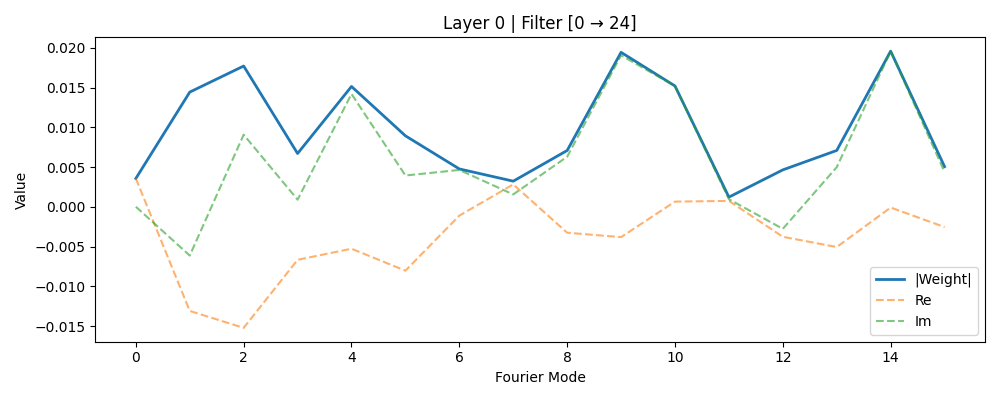 Layer 0 | Filter [0 → 24]
Value
0.020
0.015
0.010
0.005
0.000
−0.005
−0.010
−0.015
0 2 4 6 8 10 12 14
Fourier Mode
|Weight|
Re
Im